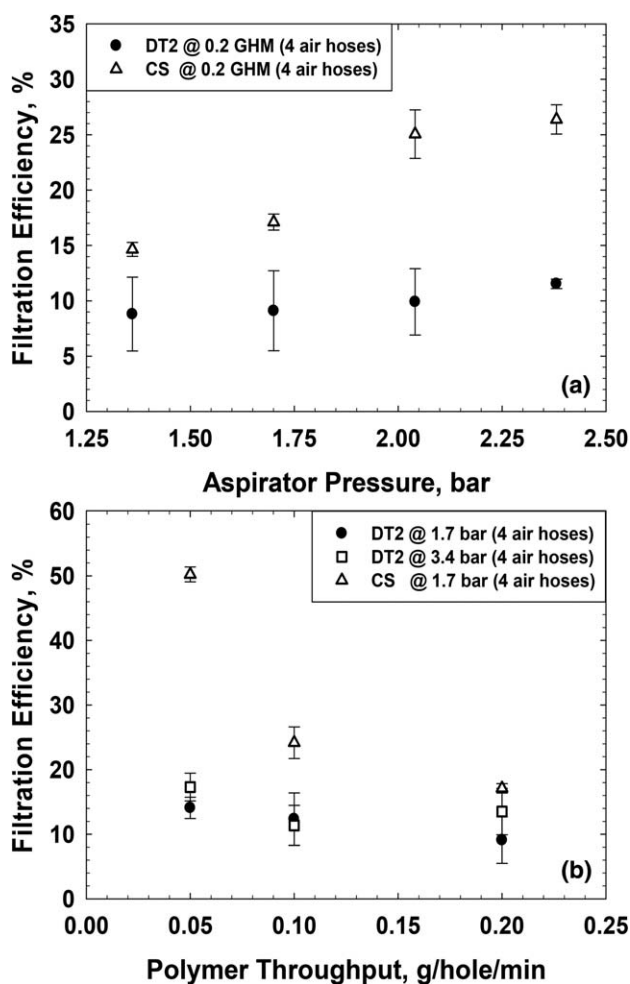 35
30
25
20
15
10
5
0
Filtration Efficiency, %
DT2 @ 0.2 GHM (4 air hoses)
CS @ 0.2 GHM (4 air hoses)
(a)
1.25 1.50 1.75 2.00 2.25 2.50
Aspirator Pressure, bar
60
50
40
30
20
10
0
Filtration Efficiency, %
DT2 @ 1.7 bar (4 air hoses)
DT2 @ 3.4 bar (4 air hoses)
CS @ 1.7 bar (4 air hoses)
(b)
0.00 0.05 0.10 0.15 0.20 0.25
Polymer Throughput, g/hole/min